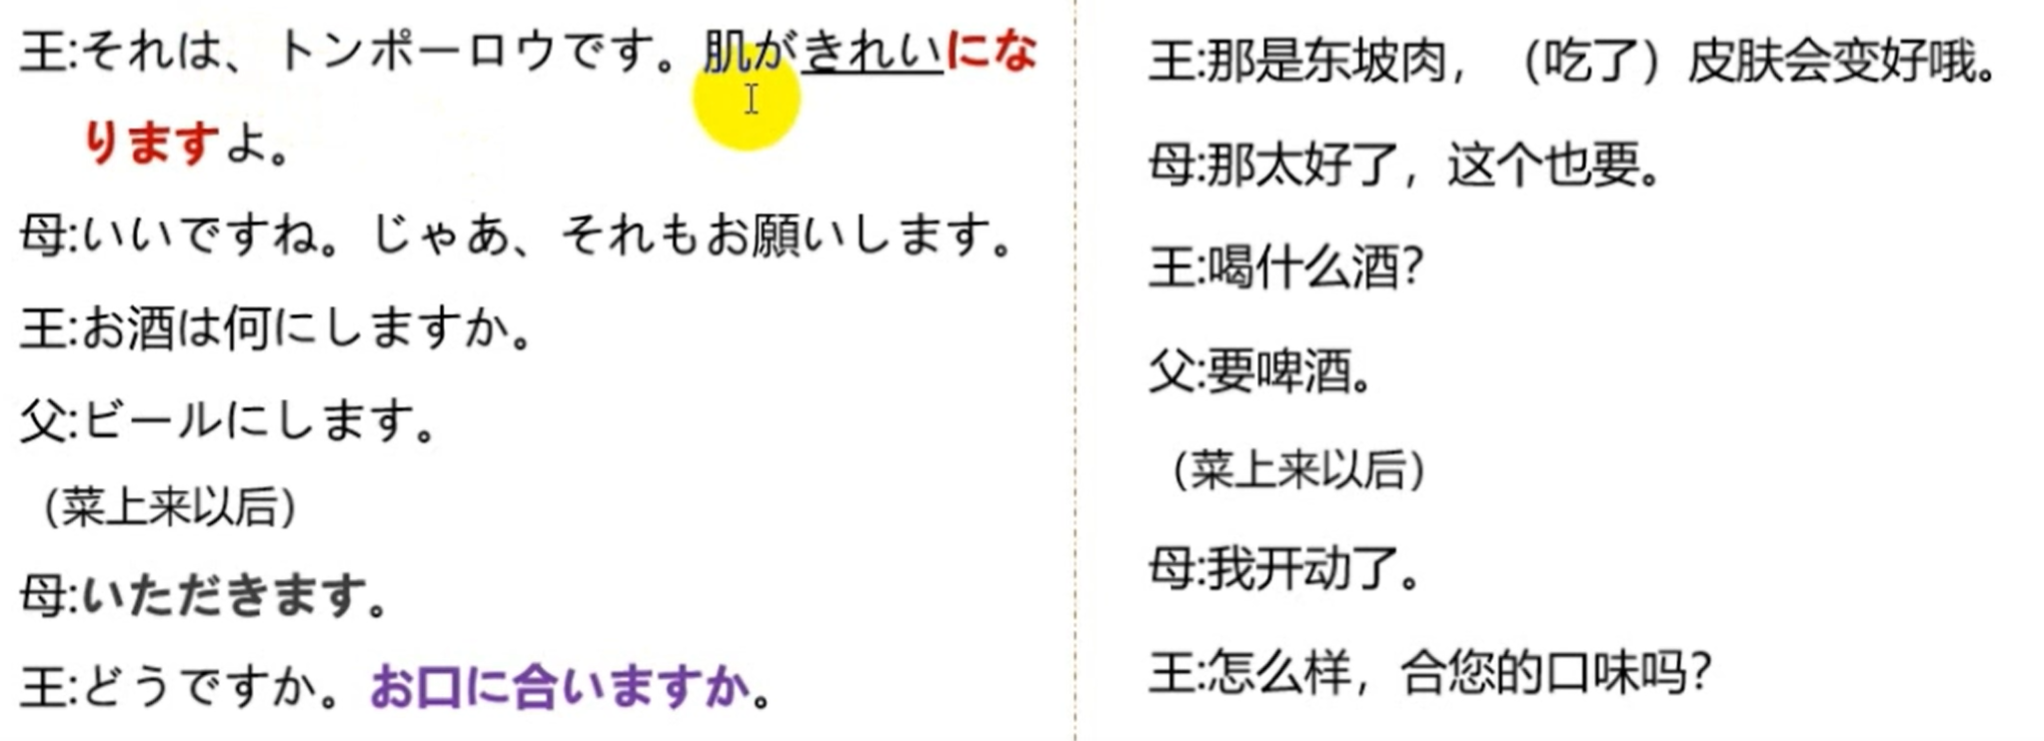 王:それは、トンポーロウです。肌がきれいにな
りますよ。
母:いいですね。じゃあ、それもお願いします。
王:お酒は何にしますか。
父:ビールにします。
（菜上来以后）
母:いただきます。
王:どうですか。お口に合いますか。
王:那是东坡肉，（吃了）皮肤会变好哦。
母:那太好了，这个也要。
王:喝什么酒？
父:要啤酒。
（菜上来以后）
母:我开动了。
王:怎么样，合您的口味吗？